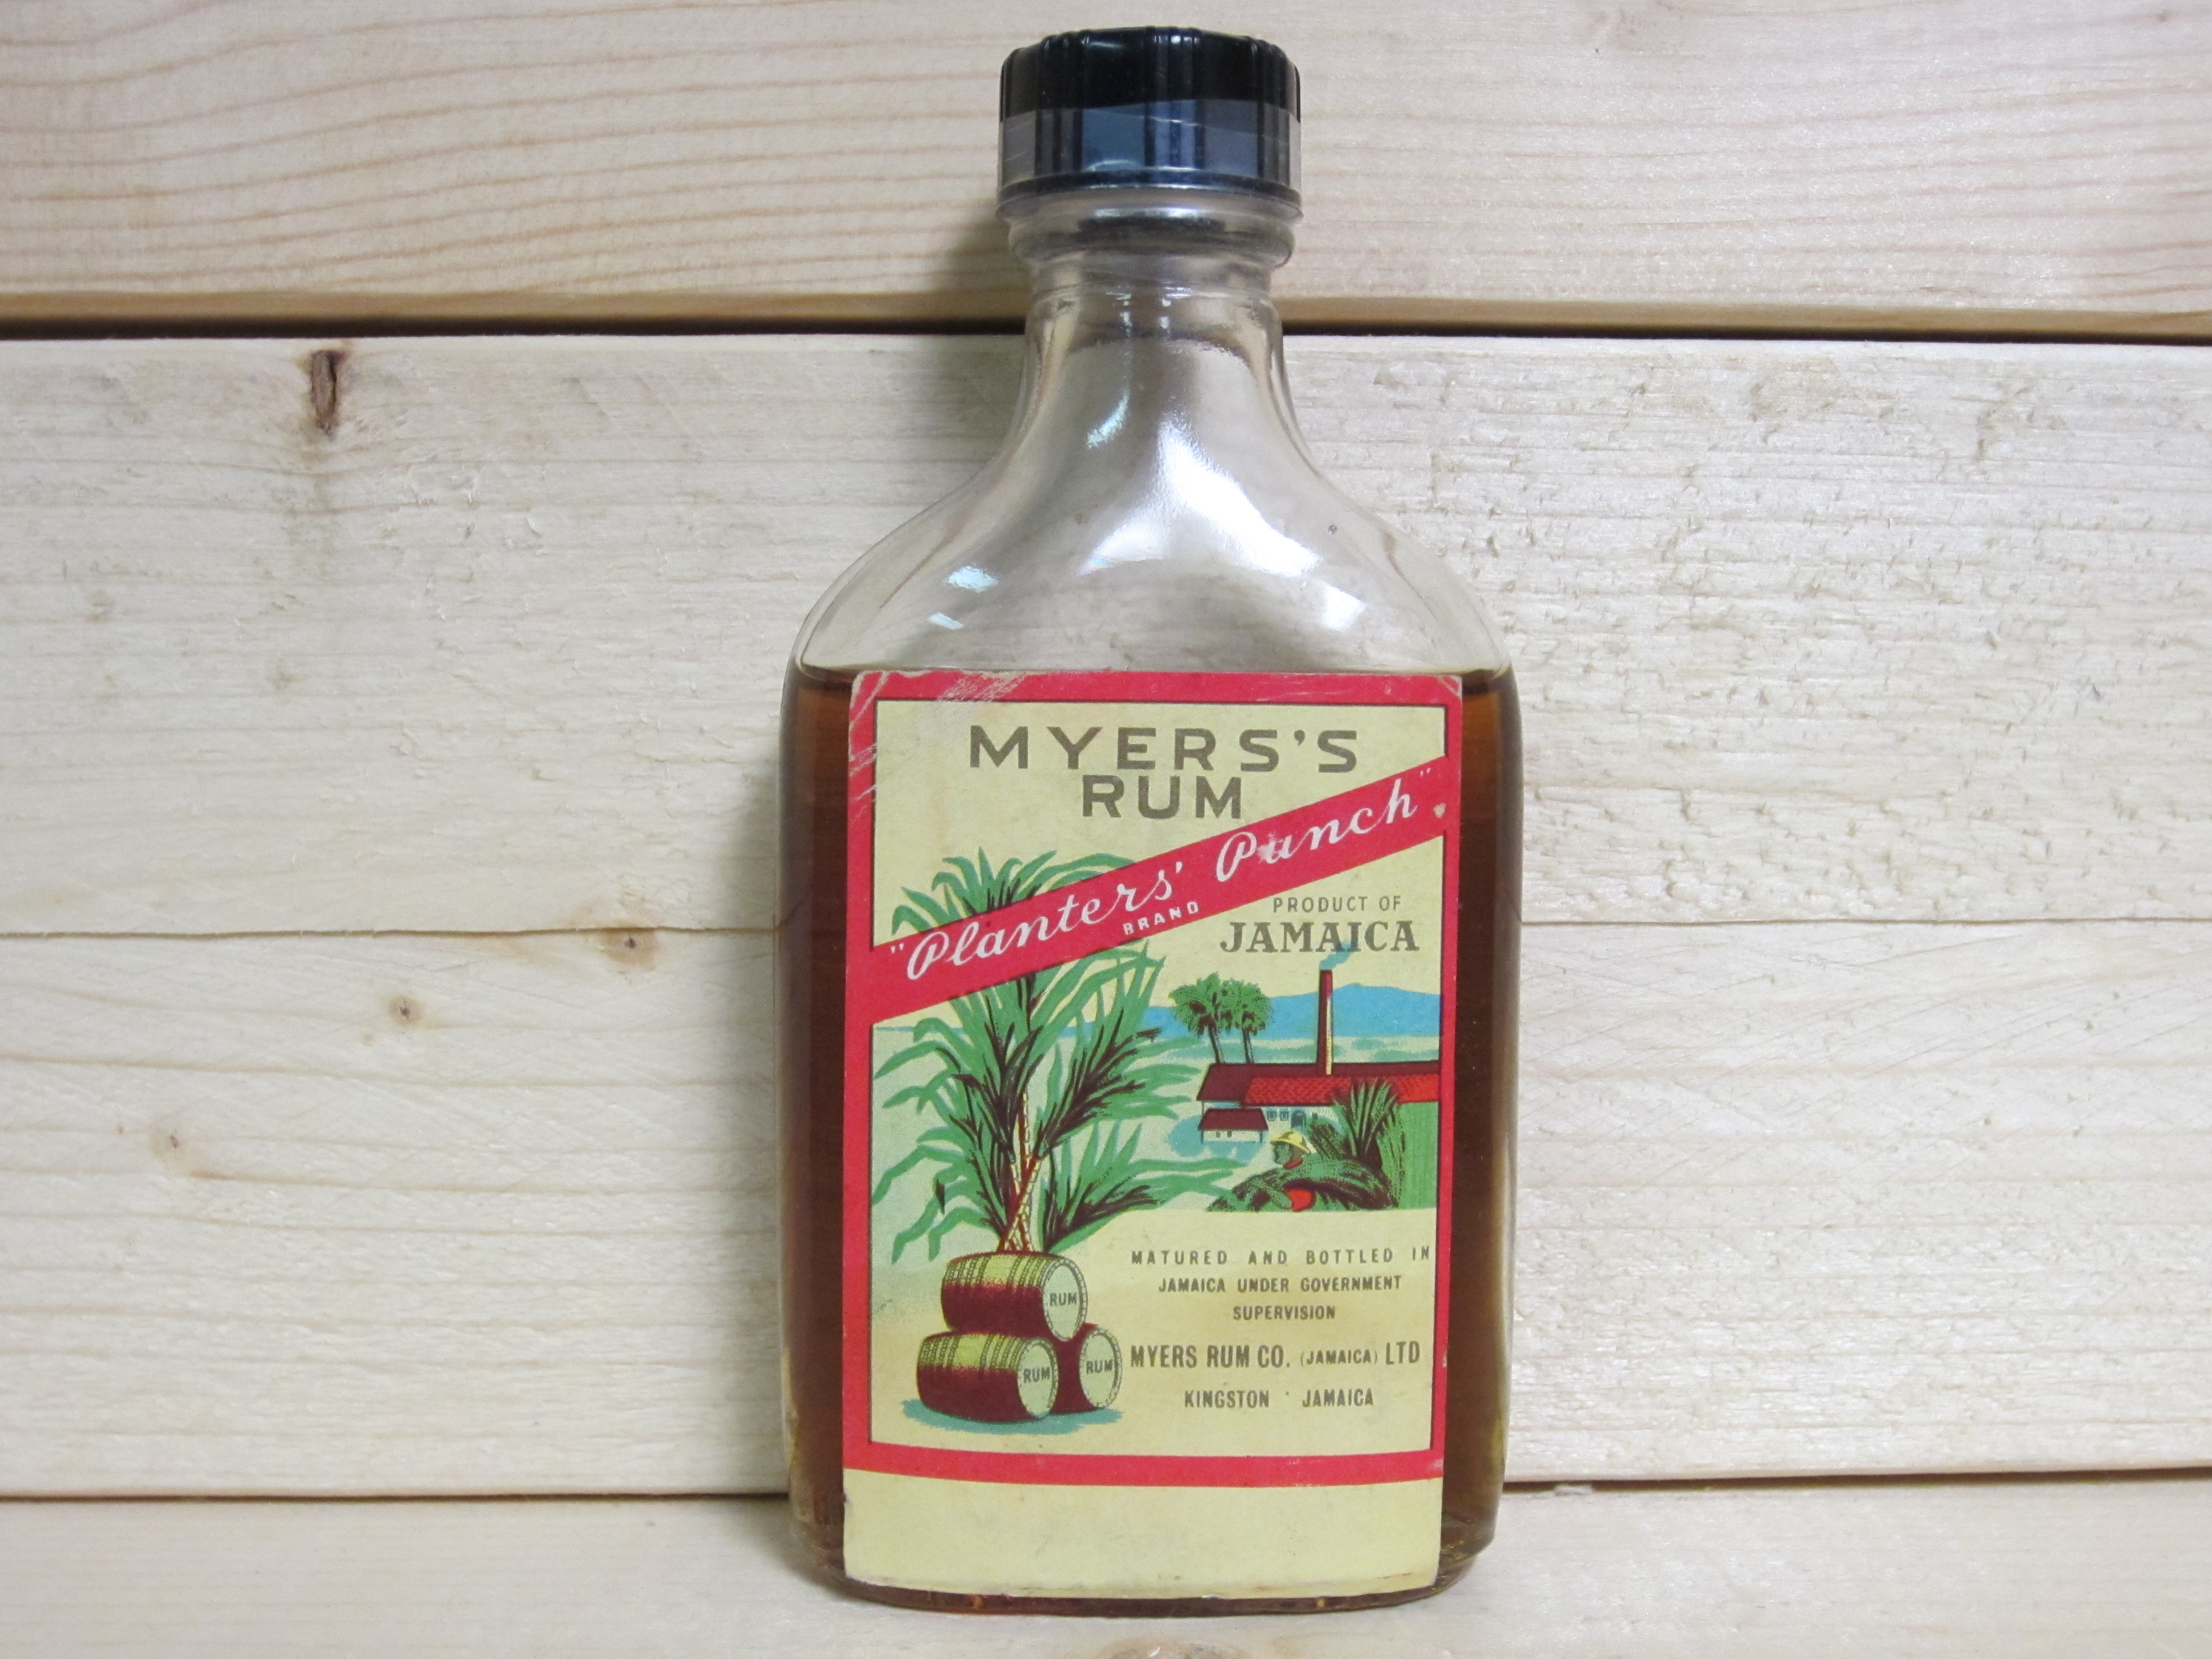 MYERS'S
RUM
"Planters' Punch"
BRAND
PRODUCT OF
JAMAICA
MATURED AND BOTTLED IN
JAMAICA UNDER GOVERNMENT
SUPERVISION
MYERS RUM CO. (JAMAICA) LTD
KINGSTON · JAMAICA
RUM
RUM
RUM